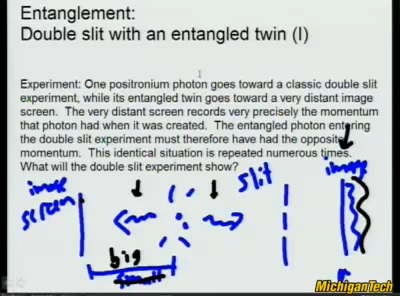 Entanglement:
Double slit with an entangled twin (I)
Experiment: One positronium photon goes toward a classic double slit
experiment, while its entangled twin goes toward a very distant image
screen. The very distant screen records very precisely the momentum
that photon had when it was created. The entangled photon entering
the double slit experiment must therefore have had the opposite
momentum. This identical situation is repeated numerous times.
What will the double slit experiment show?
image
image
screen
slit
big
small
MichiganTech